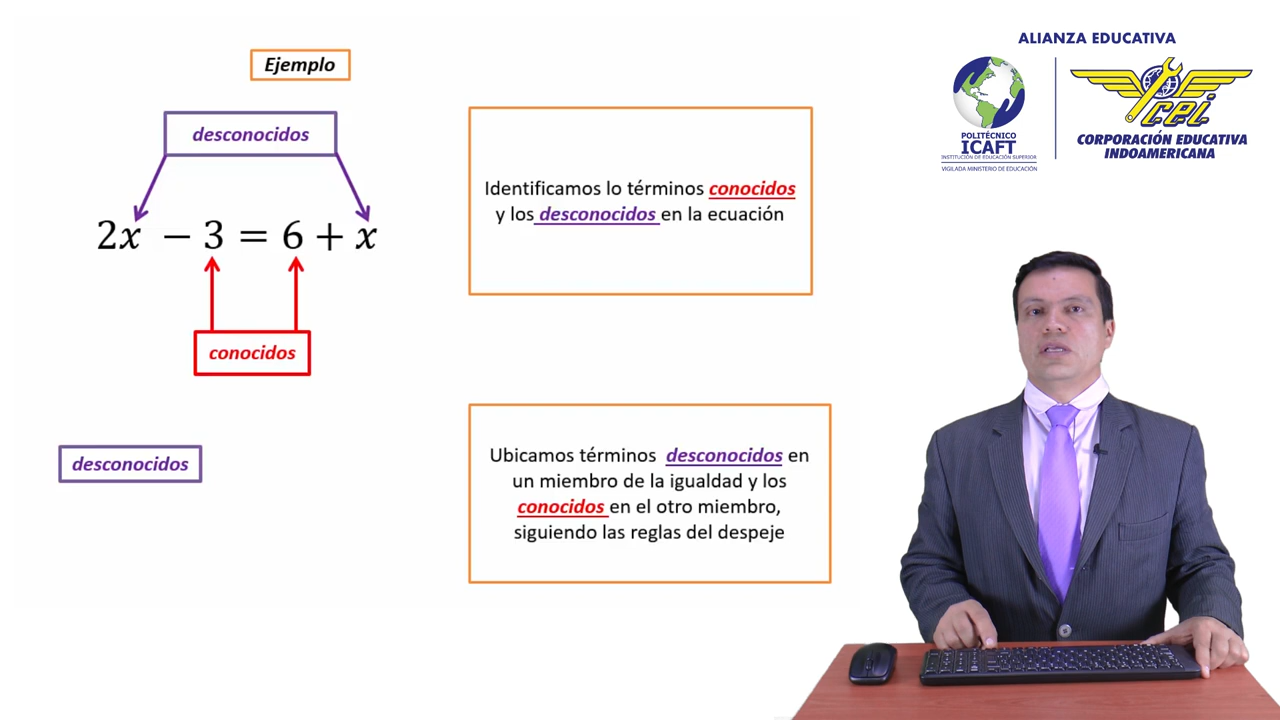 Ejemplo
desconocidos
2x − 3 = 6 + x
conocidos
desconocidos
Identificamos lo términos conocidos
y los desconocidos en la ecuación
Ubicamos términos desconocidos en
un miembro de la igualdad y los
conocidos en el otro miembro,
siguiendo las reglas del despeje
ALIANZA EDUCATIVA
POLITÉCNICO
ICAFT
INSTITUCIÓN DE EDUCACIÓN SUPERIOR
VIGILADA MINISTERIO DE EDUCACIÓN
cei
CORPORACIÓN EDUCATIVA
INDOAMERICANA